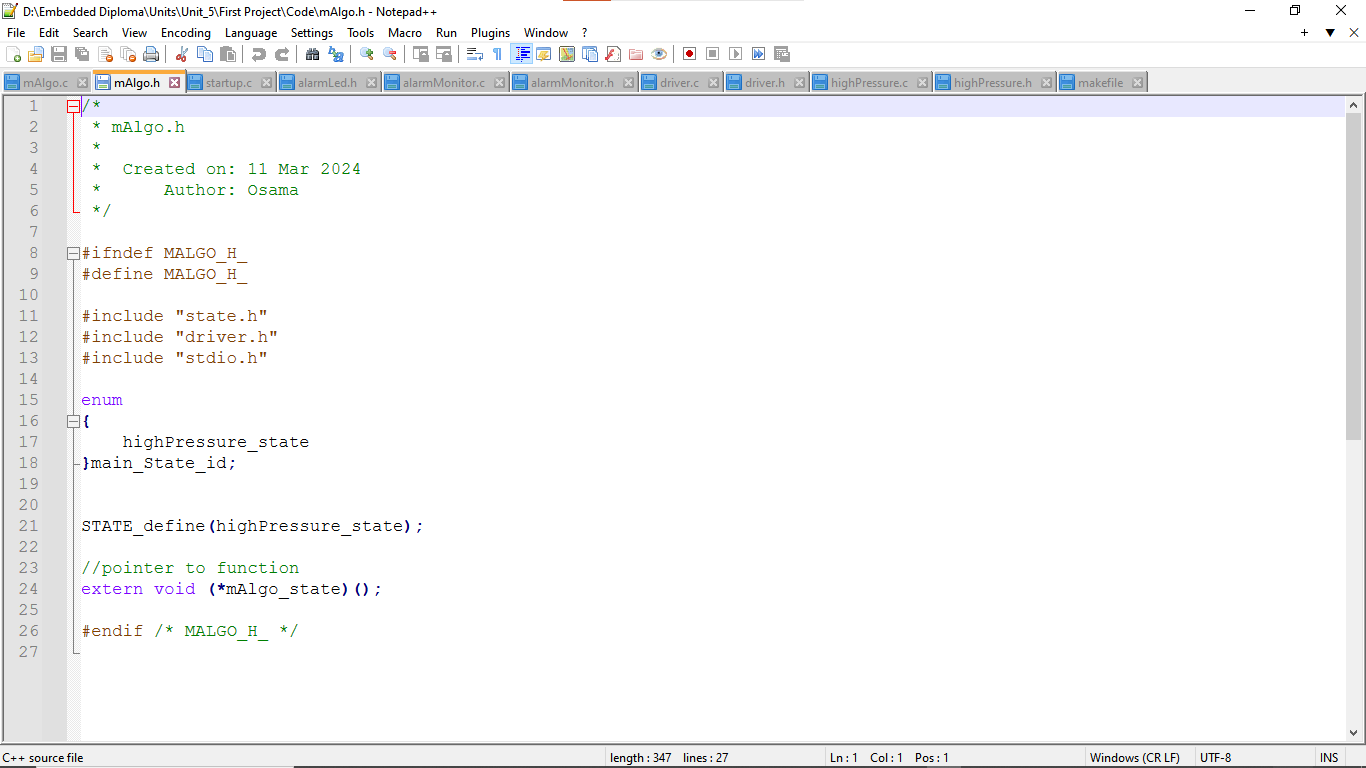 D:\Embedded Diploma\Units\Unit_5\First Project\Code\mAlgo.h - Notepad++
File Edit Search View Encoding Language Settings Tools Macro Run Plugins Window ? + ▼ X
mAlgo.c mAlgo.h startup.c alarmLed.h alarmMonitor.c alarmMonitor.h driver.c driver.h highPressure.c highPressure.h makefile
1 /*
2 * mAlgo.h
3 *
4 * Created on: 11 Mar 2024
5 * Author: Osama
6 */
7
8 #ifndef MALGO_H_
9 #define MALGO_H_
10
11 #include "state.h"
12 #include "driver.h"
13 #include "stdio.h"
14
15 enum
16 {
17 highPressure_state
18 }main_State_id;
19
20
21 STATE_define(highPressure_state);
22
23 //pointer to function
24 extern void (*mAlgo_state)();
25
26 #endif /* MALGO_H_ */
27
C++ source file length : 347 lines : 27 Ln : 1 Col : 1 Pos : 1 Windows (CR LF) UTF-8 INS